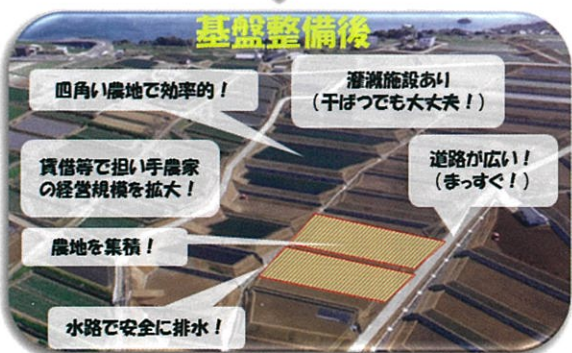 基盤整備後
四角い農地で効率的！
灌漑施設あり
（干ばつでも大丈夫！）
賃借等で担い手農家
の経営規模を拡大！
道路が広い！
（まっすぐ！）
農地を集積！
水路で安全に排水！